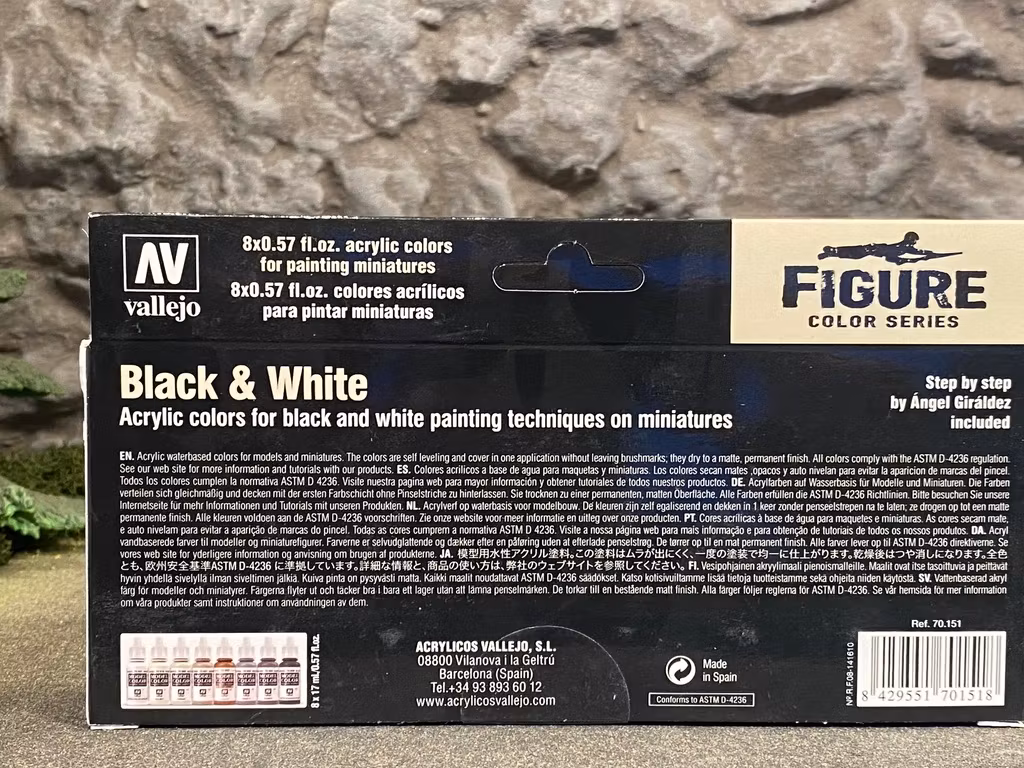 AV
vallejo
8x0.57 fl.oz. acrylic colors
for painting miniatures
8x0.57 fl.oz. colores acrílicos
para pintar miniaturas
FIGURE
COLOR SERIES
Black & White
Acrylic colors for black and white painting techniques on miniatures
Step by step
by Ángel Giráldez
included
EN. Acrylic waterbased colors for models and miniatures. The colors are self leveling and cover in one application without leaving brushmarks; they dry to a matte, permanent finish. All colors comply the ASTM D-4236 regulation.
See our web site for more information and tutorials with our products. ES. Colores acrilicos a base de agua para maquetas y miniaturas. Los colores secan mates ,opacos y auto nivelan para evitar la aparicion de marcas del pincel.
Todos los colores cumplen la normativa ASTM D 4236. Visite nuestra pagina web para mayor información y obtener tutoriales de todos nuestros productos. DE. Acrylfarben auf Wasserbasis für Modelle und Miniaturen. Die Farben
verteilen sich gleichmäßig und decken mit der ersten Farbschicht ohne Pinselstriche zu hinterlassen. Sie trocknen zu einer permanenten, matten Oberfläche. Alle Farben erfüllen die ASTM D-4236 Richtlinien. Bitte besuchen Sie unsere
Internetseite für mehr Informationen und Tutorials mit unseren Produkten. NL. Acrylverf op waterbasis voor modelbouw. De kleuren zijn zelf egaliserend en dekken in 1 keer zonder penseelstrepen na te laten; ze drogen op tot een matte
permanente finish. Alle kleuren voldoen aan de ASTM D-4236 voorschriften. Zie onze website voor meer informatie en uitleg over onze producten. PT. Cores acrílicas à base de água para maquetes e miniaturas. As cores secam mate,
e auto nivelam para evitar a aparição de marcas do pincel. Todas as cores cumprem a normativa ASTM D 4236. Visite a nossa página web para mais informação e para obtenção de tutoriais de todos os nossos produtos. DA. Acryl
vandbaserede farver til modeller og miniaturefigurer. Farverne er selvudglattende og dækker efter en påføring uden at efterlade penselstrøg. De tørrer op til en mat permanent finish. Alle farver lever op til ASTM D-4236 direktiverne. Se
vores web site for yderligere information og anvisning om brugen af produkterne. JA. 模型用水性アクリル塗料。この塗料はムラが出にくく、一度の塗装で均一に仕上がります。乾燥後はつや消しになります。全色
とも、欧州安全基準ASTM D-4236 に準拠しています。詳細な情報と、商品の使い方は、弊社のウェブサイトを参照してください。FI. Vesipohjainen akryylimaali pienoismalleille. Maalit ovat itse tasoittuvia ja peittävät
hyvin yhdellä sivelyllä ilman siveltimen jälkiä. Kuiva pinta on pysyvästi matta. Kaikki maalit noudattavat ASTM D-4236 säädökset. Katso kotisivuiltamme lisää tietoja tuotteistamme sekä ohjeita niiden käytöstä. SV. Vattenbaserad akryl
färg för modeller och miniatyrer. Färgerna flyter ut och täcker bra i bara ett lager utan att lämna penseldrag. De torkar till en bestående matt finish. Alla färger följer reglerna för ASTM D-4236. Se vår hemsida för mer information
om våra produkter samt instruktioner om användningen av dem.
8 x 17 ml./0.57 fl.oz.
ACRYLICOS VALLEJO, S.L.
08800 Vilanova i la Geltrú
Barcelona (Spain)
Tel.+34 93 893 60 12
www.acrylicosvallejo.com
Made
in Spain
Conforms to ASTM D-4236
Nº.R.F.08-141610
Ref. 70.151
8 429551 701518